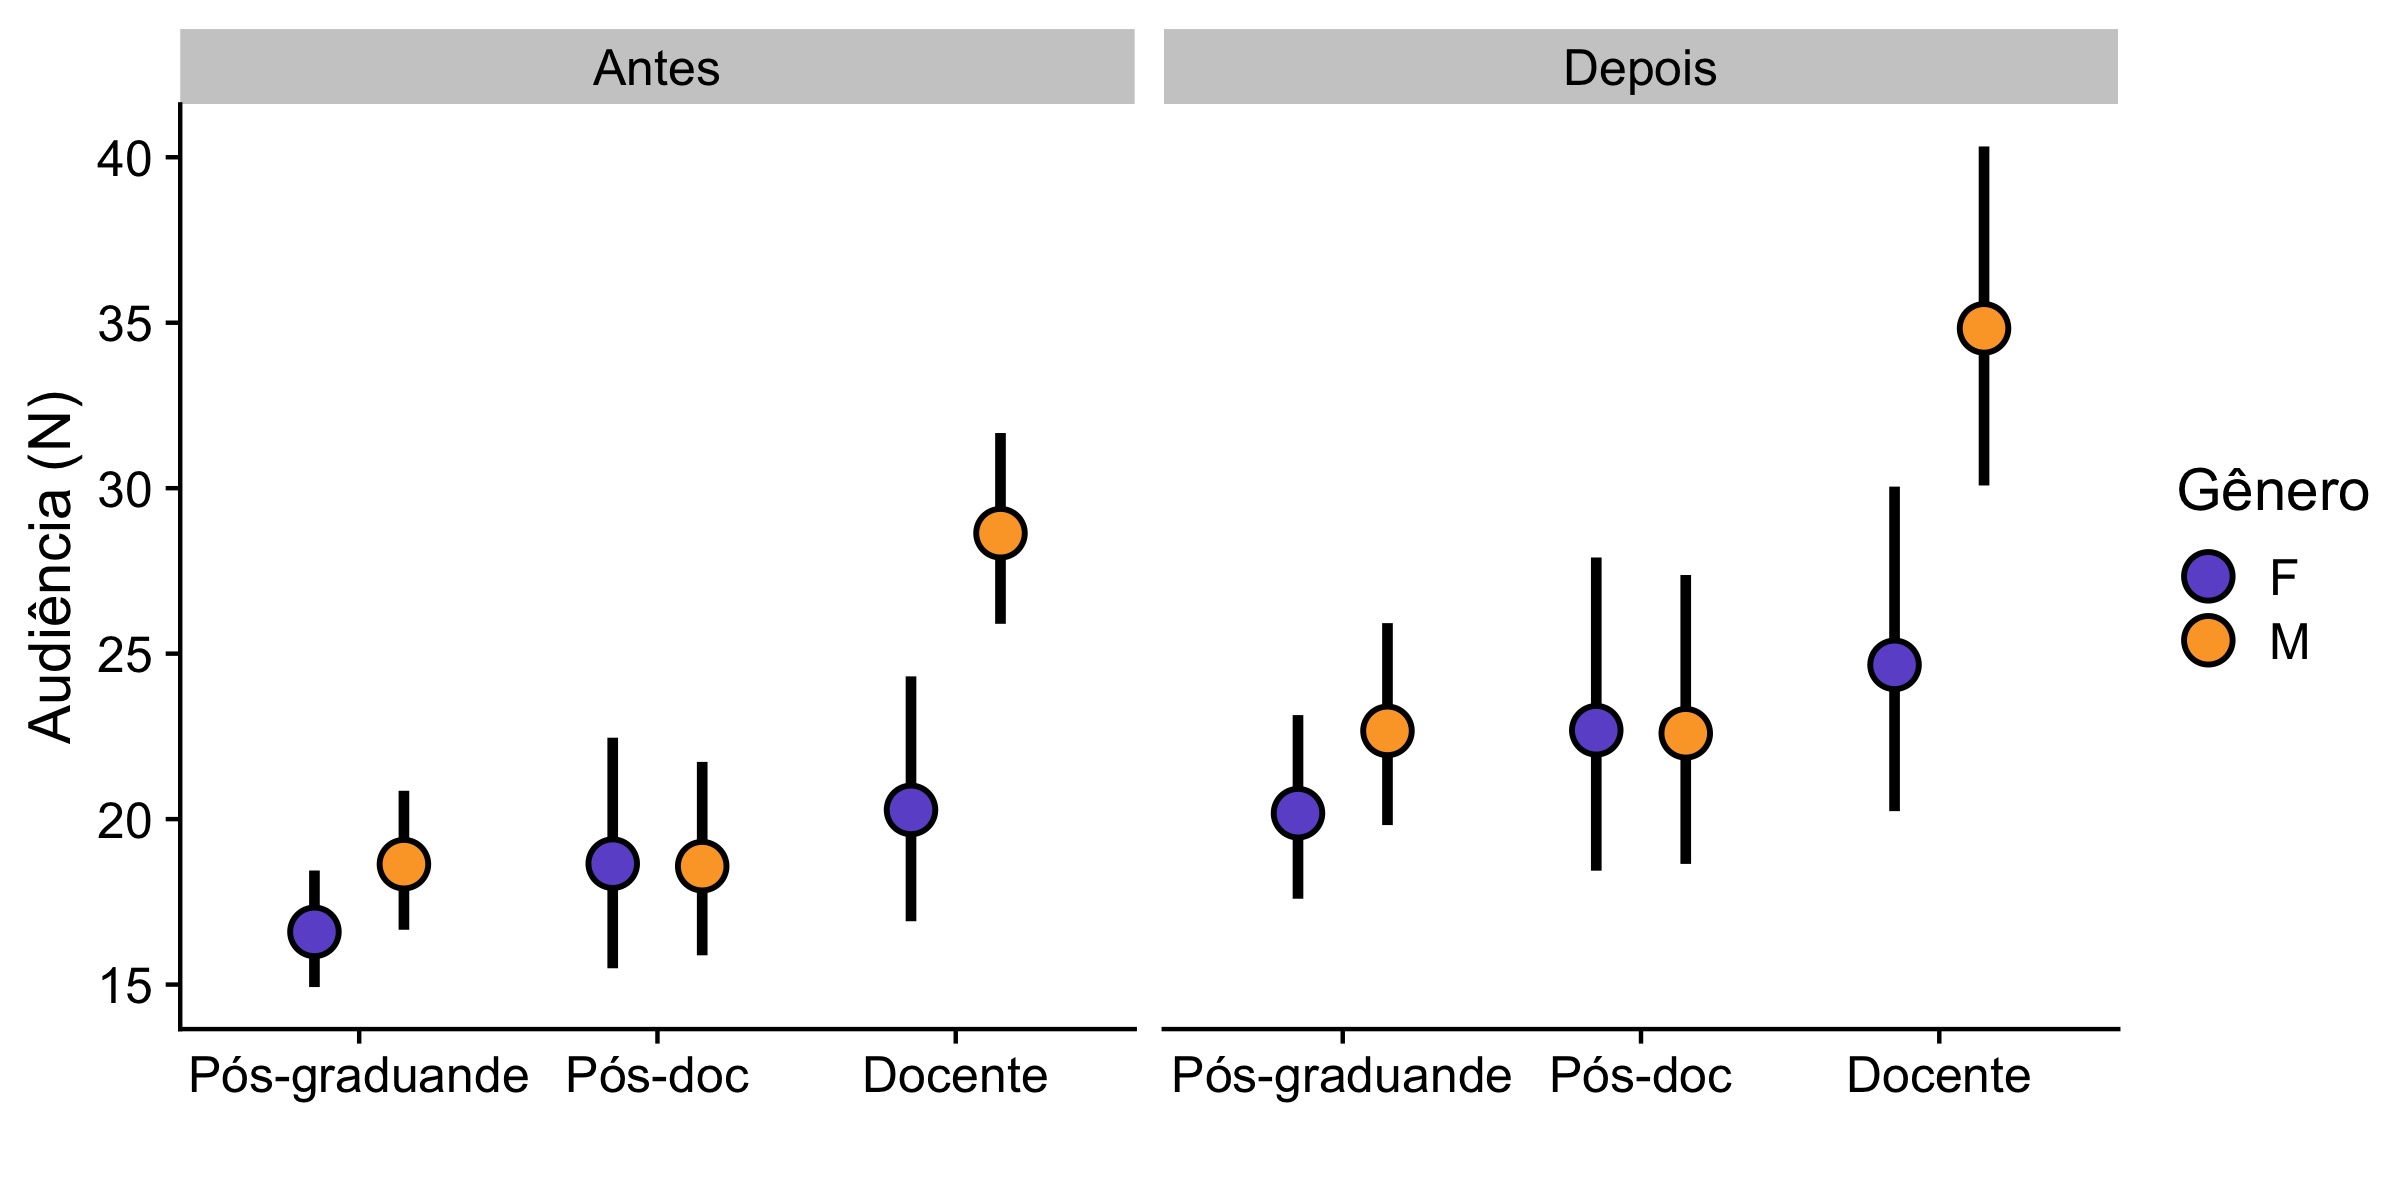 Antes
Depois
Audiência (N)
40
35
30
25
20
15
Pós-graduande Pós-doc Docente
Pós-graduande Pós-doc Docente
Gênero
F
M